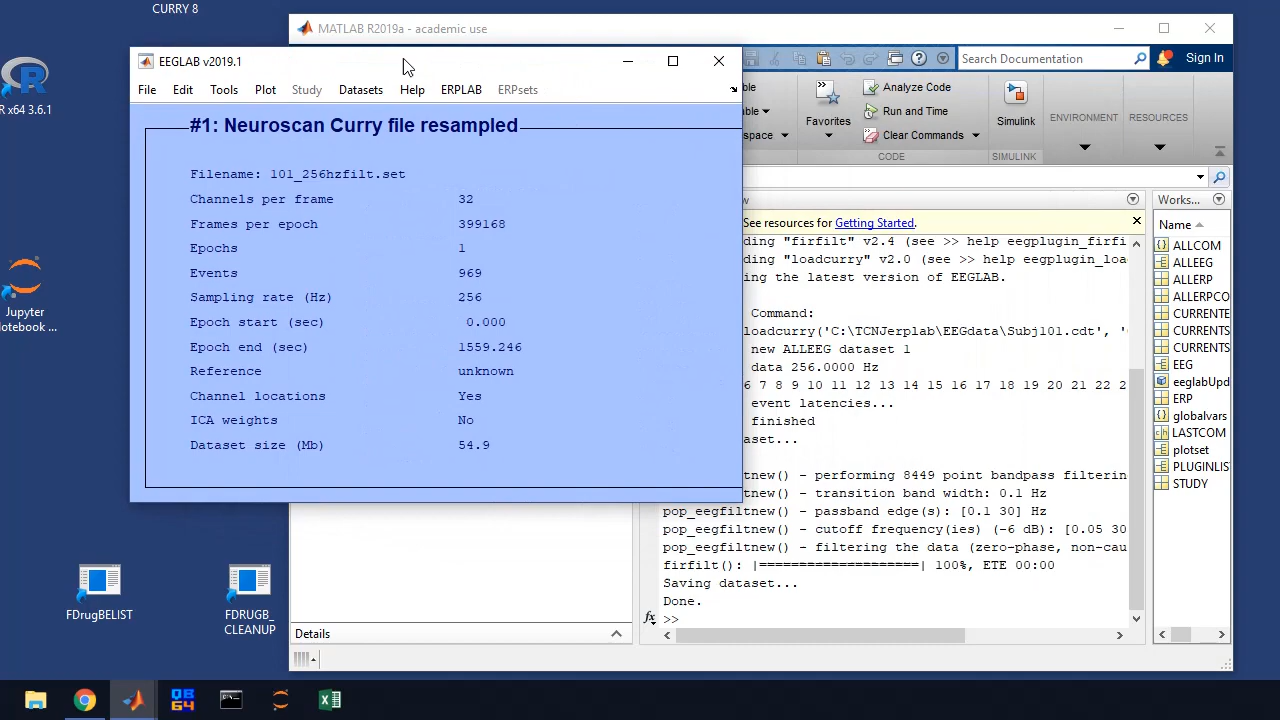 CURRY 8
R x64 3.6.1
Jupyter
Notebook ...
FDrugBELIST
FDRUGB_
CLEANUP
MATLAB R2019a - academic use
Search Documentation
Sign In
Analyze Code
Run and Time
Clear Commands
Favorites
Simulink
ENVIRONMENT
RESOURCES
CODE
SIMULINK
EEGLAB v2019.1
File Edit Tools Plot Study Datasets Help ERPLAB ERPsets
#1: Neuroscan Curry file resampled
Filename: 101_256hzfilt.set
Channels per frame 32
Frames per epoch 399168
Epochs 1
Events 969
Sampling rate (Hz) 256
Epoch start (sec) 0.000
Epoch end (sec) 1559.246
Reference unknown
Channel locations Yes
ICA weights No
Dataset size (Mb) 54.9
See resources for Getting Started.
ding "firfilt" v2.4 (see >> help eegplugin_firfi
ding "loadcurry" v2.0 (see >> help eegplugin_loa
ing the latest version of EEGLAB.
Command:
loadcurry('C:\TCNJerplab\EEGdata\Subj101.cdt', '
new ALLEEG dataset 1
data 256.0000 Hz
6 7 8 9 10 11 12 13 14 15 16 17 18 19 20 21 22 2
event latencies...
finished
taset...
pop_eegfiltnew() - performing 8449 point bandpass filterin
pop_eegfiltnew() - transition band width: 0.1 Hz
pop_eegfiltnew() - passband edge(s): [0.1 30] Hz
pop_eegfiltnew() - cutoff frequency(ies) (-6 dB): [0.05 30
pop_eegfiltnew() - filtering the data (zero-phase, non-cau
firfilt(): |====================| 100%, ETE 00:00
Saving dataset...
Done.
fx >>
Details
Works...
Name
ALLCOM
ALLEEG
ALLERP
ALLERPCO
CURRENTE
CURRENTS
CURRENTS
EEG
eeglabUpd
ERP
globalvars
LASTCOM
plotset
PLUGINLIS
STUDY